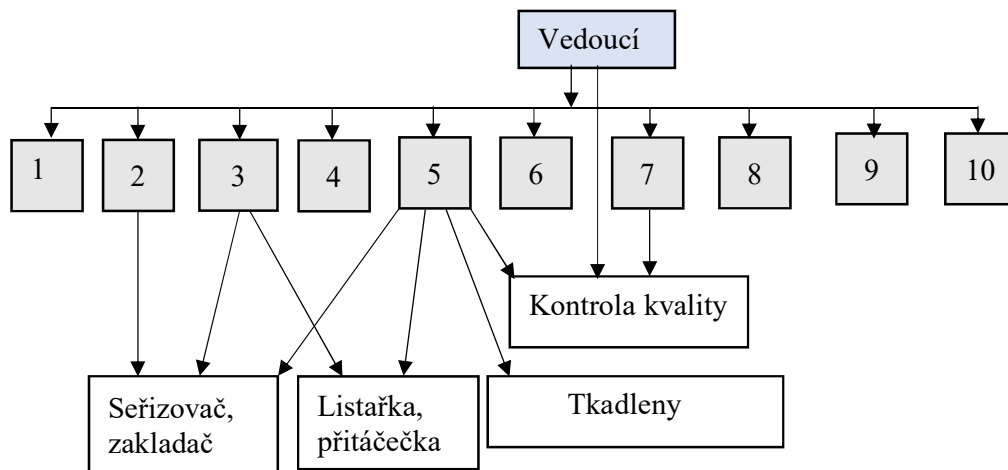 Vedoucí
1
2
3
4
5
6
7
8
9
10
Kontrola kvality
Seřizovač,
zakladač
Listařka,
přitáčečka
Tkadleny